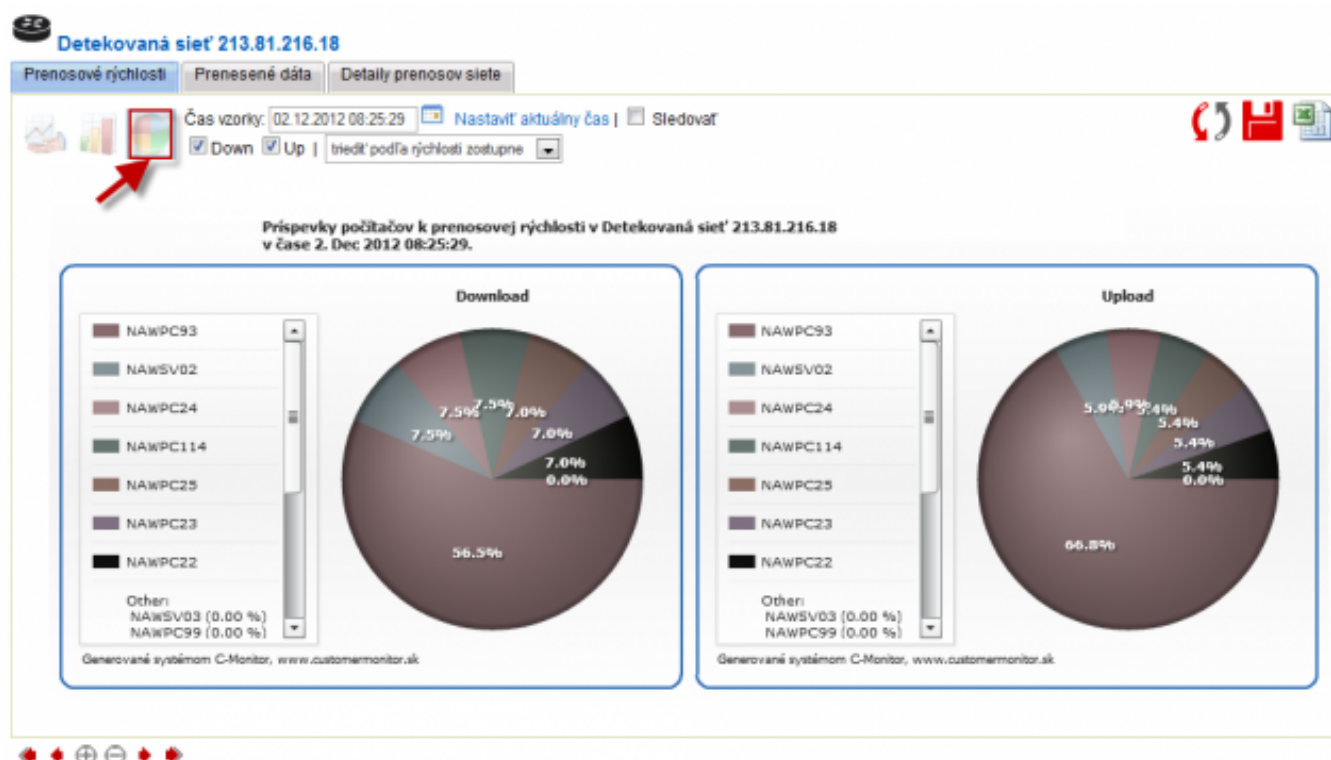 Detekovaná sieť 213.81.216.18
Prenosové rýchlosti Prenesené dáta Detaily prenosov siete
Čas vzorky: 02.12.2012 08:25:29 Nastaviť aktuálny čas | Sledovať
Down Up | triediť podľa rýchlosti zostupne
Príspevky počítačov k prenosovej rýchlosti v Detekovaná sieť 213.81.216.18
v čase 2. Dec 2012 08:25:29.
Download
NAWPC93
NAWSV02
NAWPC24
NAWPC114
NAWPC25
NAWPC23
NAWPC22
Other:
NAWSV03 (0.00 %)
NAWPC99 (0.00 %)
7.5%
7.5%
7.5%
7.0%
7.0%
7.0%
0.0%
56.5%
Generované systémom C-Monitor, www.customermonitor.sk
Upload
NAWPC93
NAWSV02
NAWPC24
NAWPC114
NAWPC25
NAWPC23
NAWPC22
Other:
NAWSV03 (0.00 %)
NAWPC99 (0.00 %)
5.9%
5.9%
5.4%
5.4%
5.4%
5.4%
0.0%
66.8%
Generované systémom C-Monitor, www.customermonitor.sk